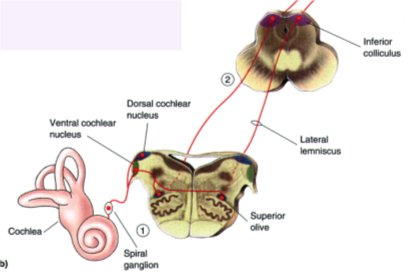 Inferior
colliculus
2
Dorsal cochlear
nucleus
Ventral cochlear
nucleus
Lateral
lemniscus
Superior
olive
1
Cochlea
Spiral
ganglion
b)